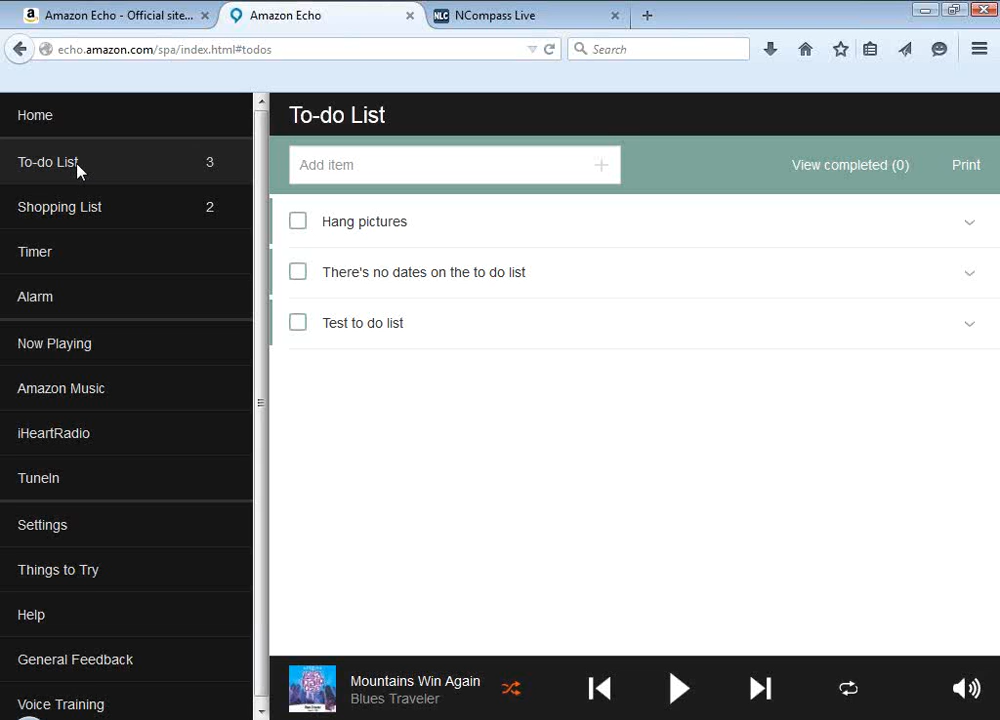 Amazon Echo - Official site...
Amazon Echo
NLC NCompass Live
echo.amazon.com/spa/index.html#todos
Search
Home
To-do List 3
Shopping List 2
Timer
Alarm
Now Playing
Amazon Music
iHeartRadio
TuneIn
Settings
Things to Try
Help
General Feedback
Voice Training
To-do List
Add item
View completed (0)
Print
Hang pictures
There's no dates on the to do list
Test to do list
Mountains Win Again
Blues Traveler